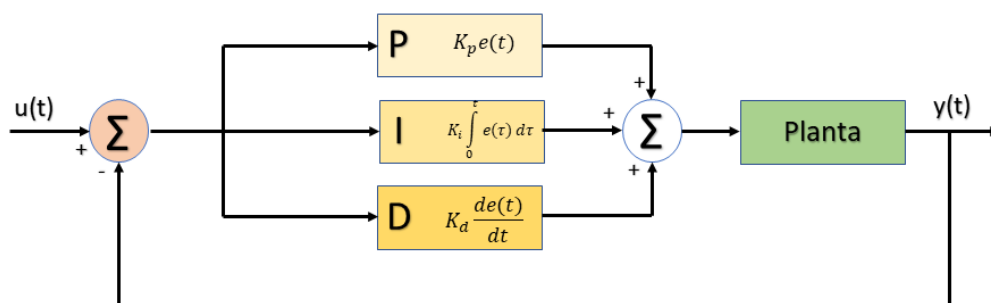 P K_p e(t)
+
u(t)
Σ
+
-
I K_i ∫_0^τ e(τ) dτ
+
Σ
+
Planta
y(t)
D K_d de(t)/dt